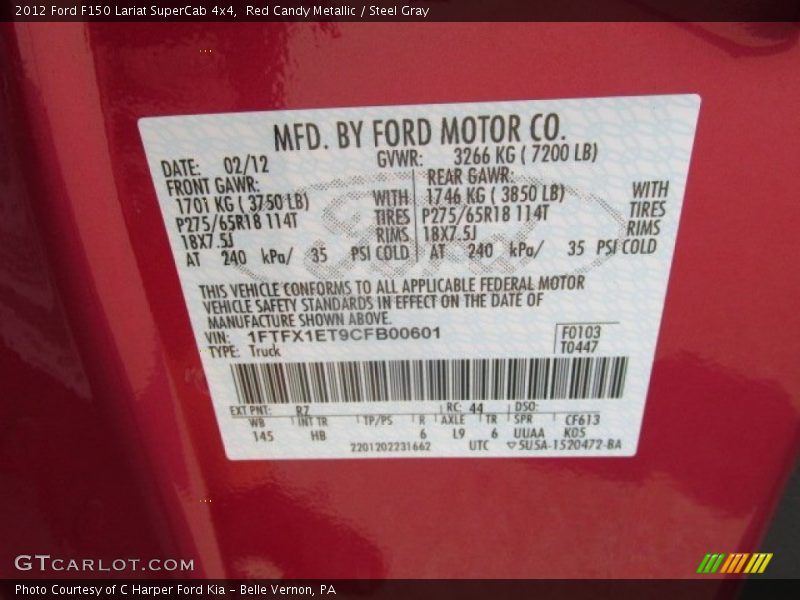 2012 Ford F150 Lariat SuperCab 4x4,  Red Candy Metallic / Steel Gray
MFD. BY FORD MOTOR CO.
DATE: 02/12 GVWR: 3266 KG ( 7200 LB)
FRONT GAWR: REAR GAWR:
1701 KG ( 3750 LB) WITH 1746 KG ( 3850 LB) WITH
P275/65R18 114T TIRES P275/65R18 114T TIRES
18X7.5J RIMS 18X7.5J RIMS
AT 240 kPa/ 35 PSI COLD AT 240 kPa/ 35 PSI COLD
THIS VEHICLE CONFORMS TO ALL APPLICABLE FEDERAL MOTOR
VEHICLE SAFETY STANDARDS IN EFFECT ON THE DATE OF
MANUFACTURE SHOWN ABOVE.
VIN: 1FTFX1ET9CFB00601 F0103
TYPE: Truck T0447
EXT PNT: RZ RC: 44 DSO:
WB INT TR TP/PS R AXLE TR SPR CF613
145 HB 6 L9 6 UUAA K05
2201202231662 UTC ▽SU5A-1520472-BA
Ford
GTCARLOT.COM
Photo Courtesy of C Harper Ford Kia - Belle Vernon, PA